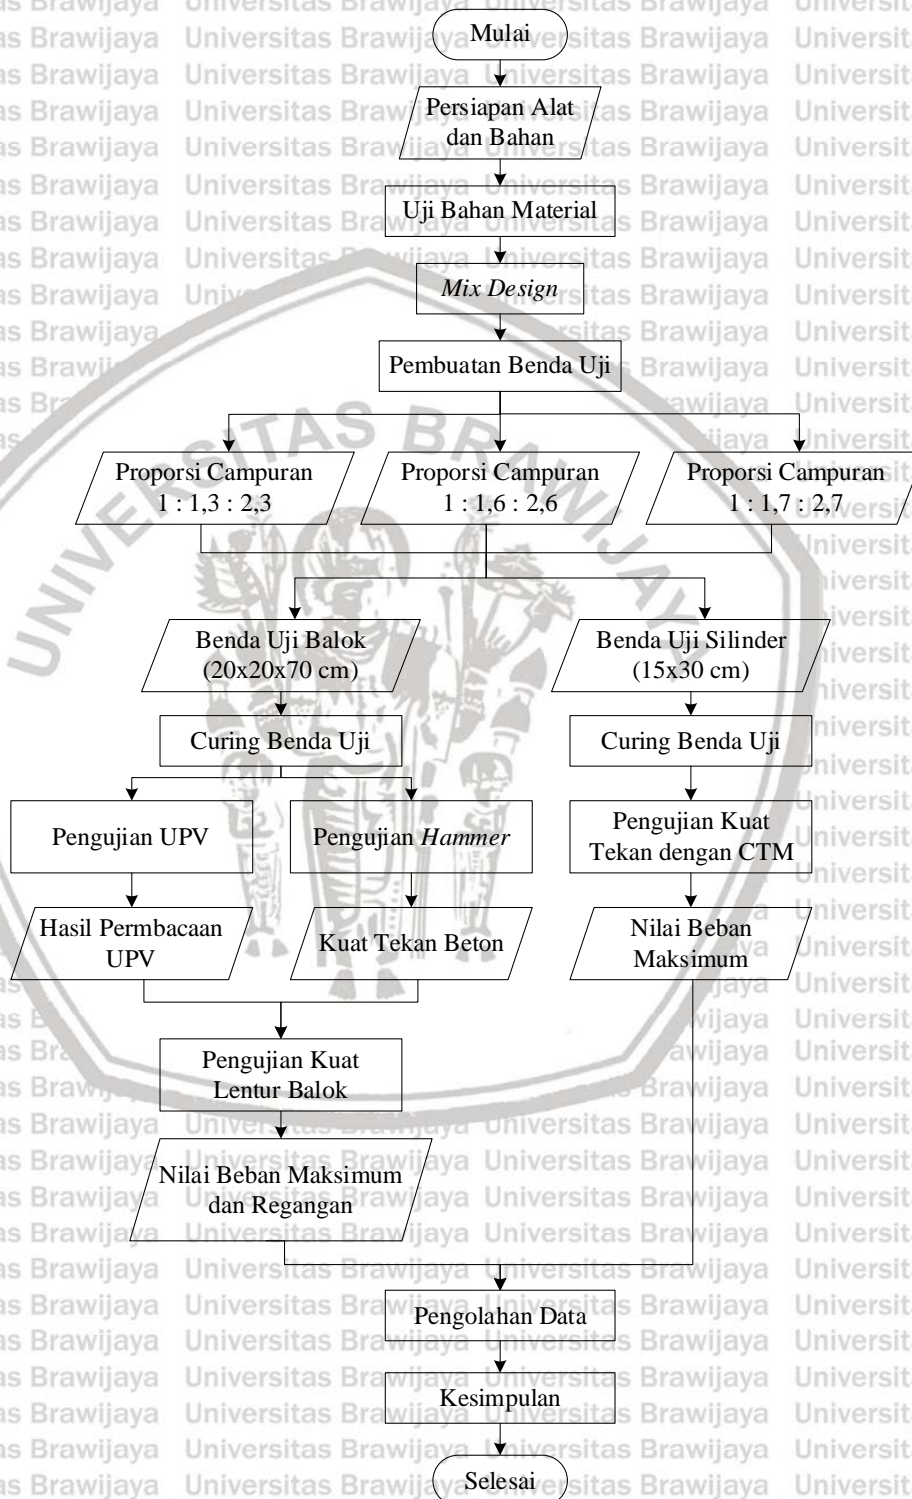 Mulai
Persiapan Alat
dan Bahan
Uji Bahan Material
Mix Design
Pembuatan Benda Uji
Proporsi Campuran
1 : 1,3 : 2,3
Proporsi Campuran
1 : 1,6 : 2,6
Proporsi Campuran
1 : 1,7 : 2,7
Benda Uji Balok
(20x20x70 cm)
Benda Uji Silinder
(15x30 cm)
Curing Benda Uji
Curing Benda Uji
Pengujian UPV
Pengujian Hammer
Pengujian Kuat
Tekan dengan CTM
Hasil Permbacaan
UPV
Kuat Tekan Beton
Nilai Beban
Maksimum
Pengujian Kuat
Lentur Balok
Nilai Beban Maksimum
dan Regangan
Pengolahan Data
Kesimpulan
Selesai
UNIVERSITAS BRAWIJAYA